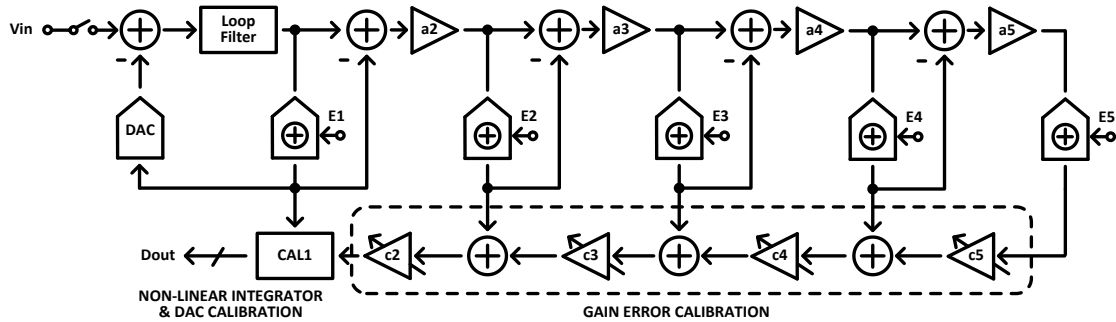 Vin
Loop
Filter
a2
a3
a4
a5
-
-
-
-
-
DAC
E1
E2
E3
E4
E5
Dout
CAL1
c2
c3
c4
c5
NON-LINEAR INTEGRATOR
& DAC CALIBRATION
GAIN ERROR CALIBRATION